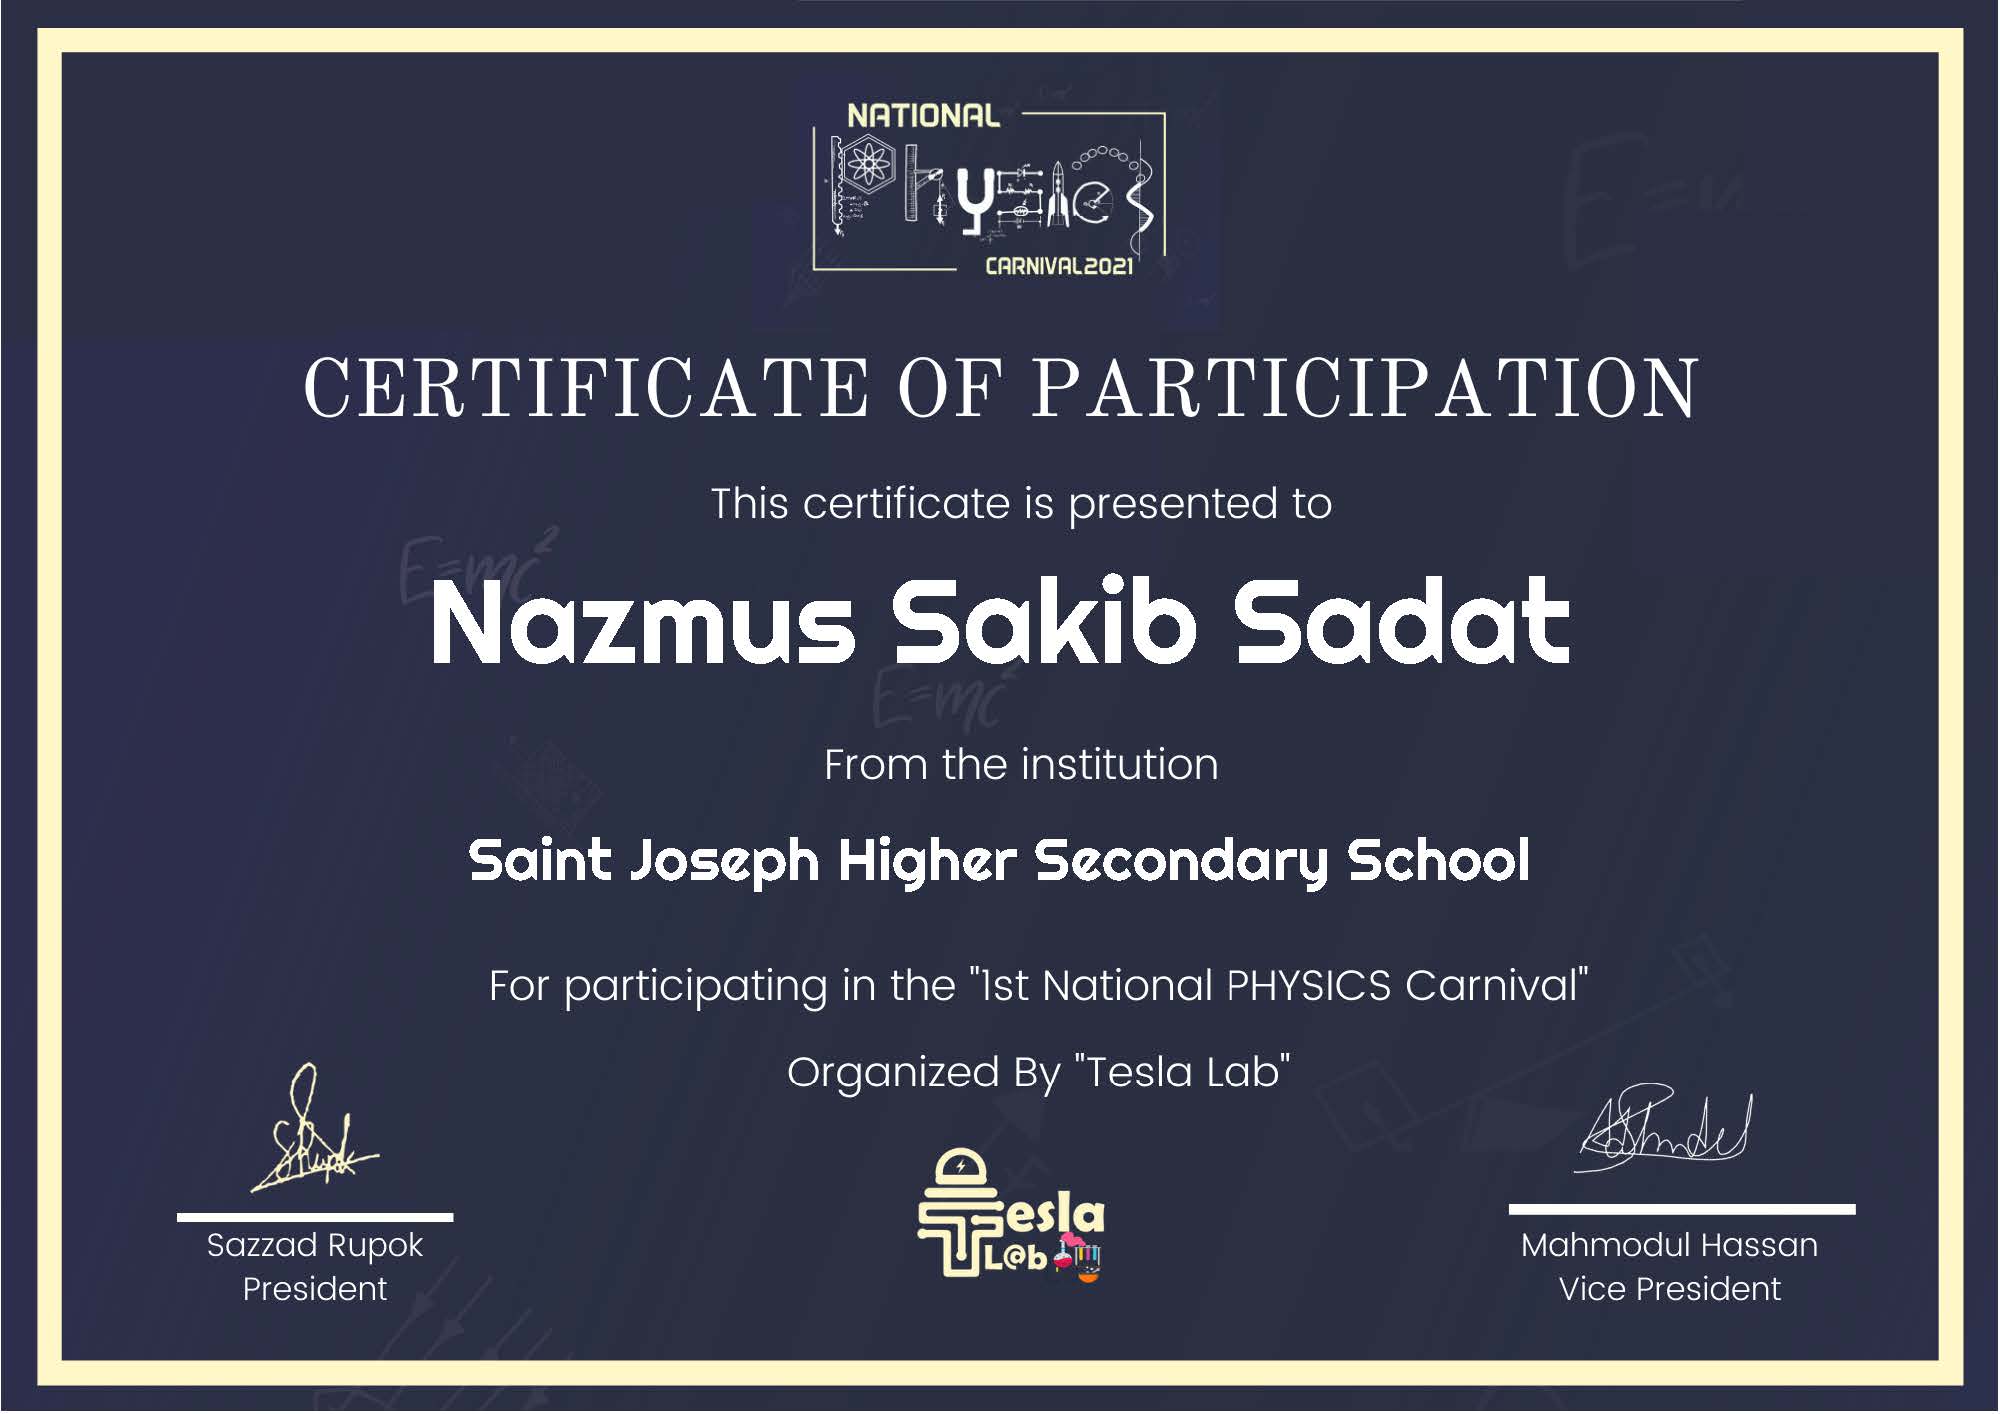 NATIONAL
Physics
CARNIVAL2021
CERTIFICATE OF PARTICIPATION
This certificate is presented to
E=mc²
Nazmus Sakib Sadat
E=mc²
From the institution
Saint Joseph Higher Secondary School
For participating in the "1st National PHYSICS Carnival"
Organized By "Tesla Lab"
Tesla
L@b
Sazzad Rupok
President
Mahmodul Hassan
Vice President